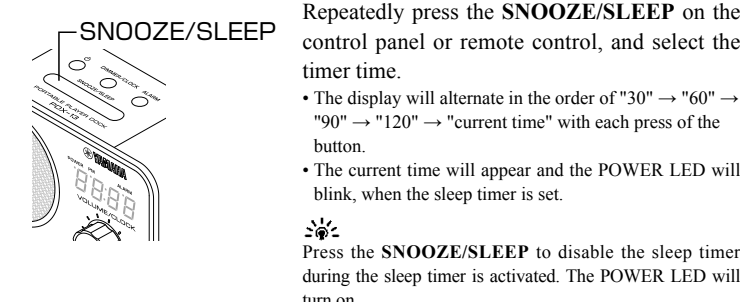 SNOOZE/SLEEP
DIMMER/CLOCK
ALARM
SNOOZE/SLEEP
PORTABLE PLAYER DOCK
PDX-13
YAMAHA
POWER PM ALARM
88:88
VOLUME/CLOCK
Repeatedly press the SNOOZE/SLEEP on the
control panel or remote control, and select the
timer time.
• The display will alternate in the order of "30" → "60" →
"90" → "120" → "current time" with each press of the
button.
• The current time will appear and the POWER LED will
blink, when the sleep timer is set.
Press the SNOOZE/SLEEP to disable the sleep timer
during the sleep timer is activated. The POWER LED will
turn on.